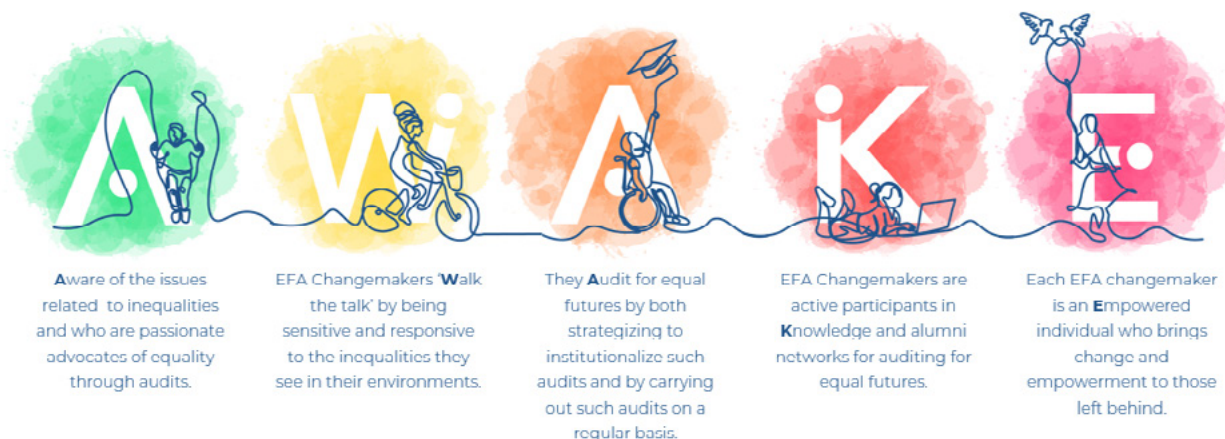 AWAKE
Aware of the issues
related to inequalities
and who are passionate
advocates of equality
through audits.
EFA Changemakers ‘Walk
the talk’ by being
sensitive and responsive
to the inequalities they
see in their environments.
They Audit for equal
futures by both
strategizing to
institutionalize such
audits and by carrying
out such audits on a
regular basis.
EFA Changemakers are
active participants in
Knowledge and alumni
networks for auditing for
equal futures.
Each EFA changemaker
is an Empowered
individual who brings
change and
empowerment to those
left behind.